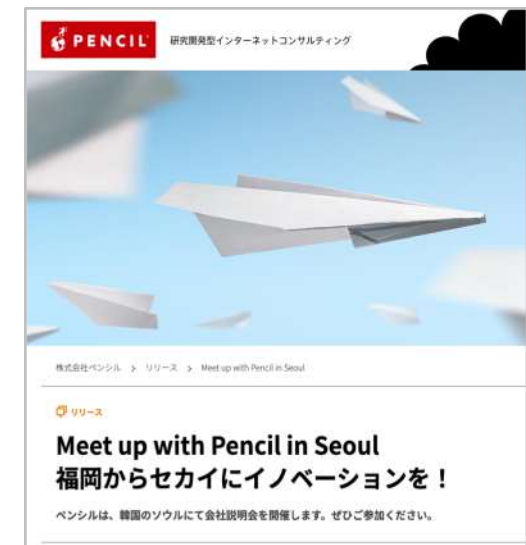 PENCIL
研究開発型インターネットコンサルティング
株式会社ペンシル > リリース > Meet up with Pencil in Seoul
リリース
Meet up with Pencil in Seoul
福岡からセカイにイノベーションを！
ペンシルは、韓国のソウルにて会社説明会を開催します。ぜひご参加ください。